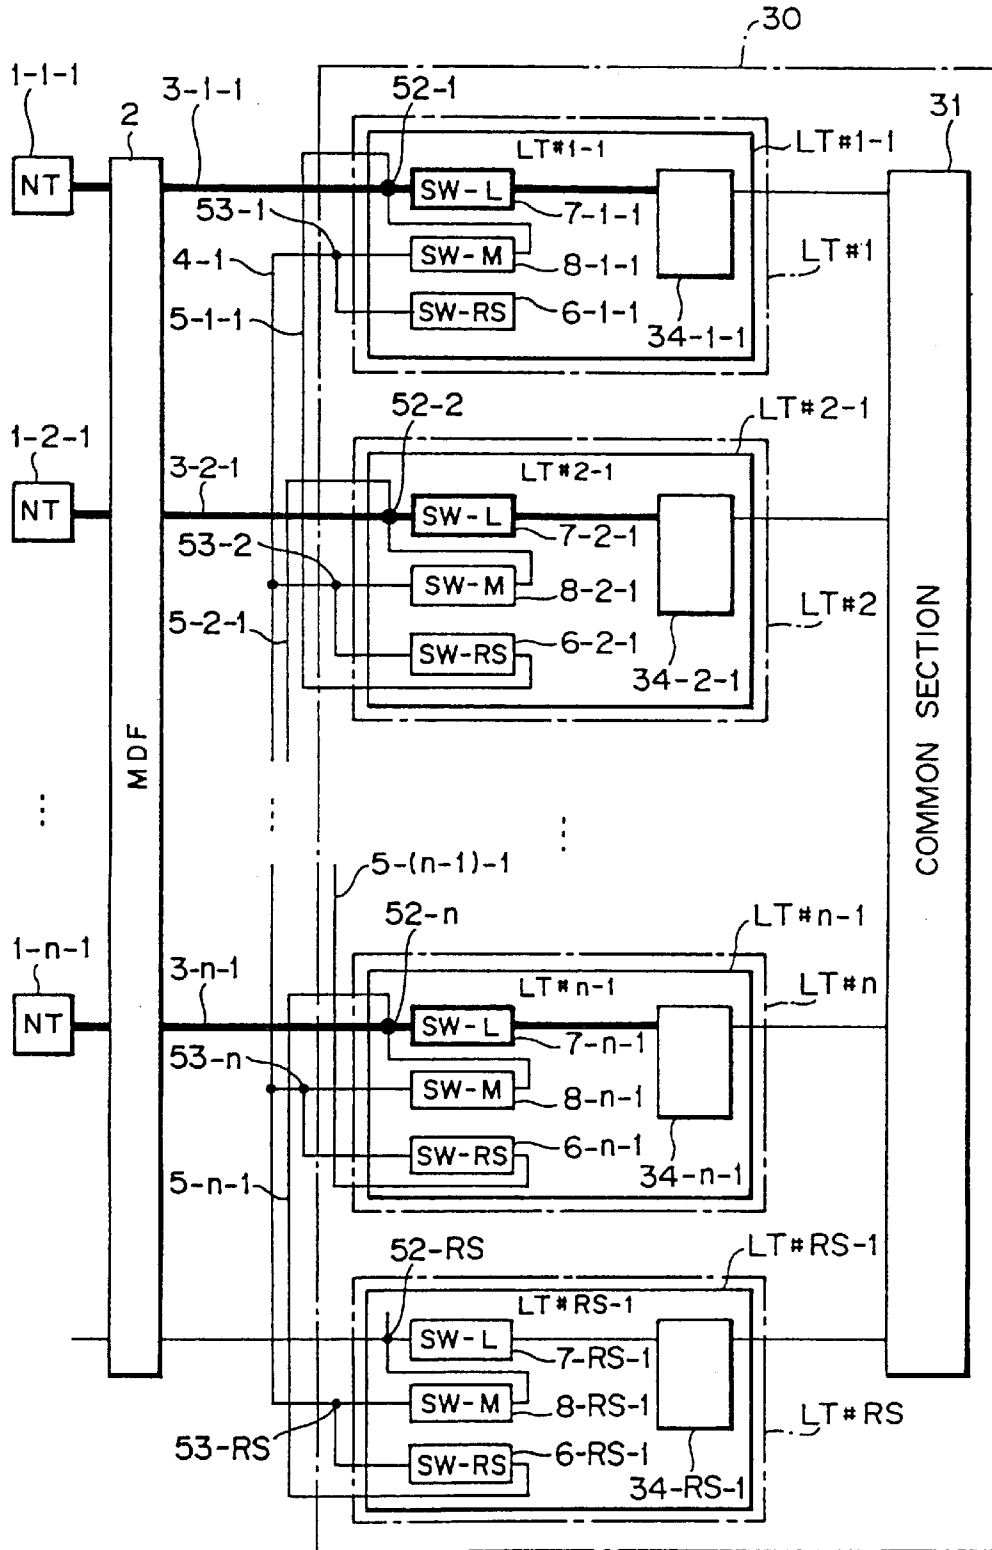 30
1-1-1
2
3-1-1
52-1
31
LT#1-1
LT#1-1
NT
SW-L
7-1-1
53-1
4-1
SW-M
8-1-1
LT#1
5-1-1
SW-RS
6-1-1
34-1-1
52-2
LT#2-1
1-2-1
3-2-1
LT#2-1
NT
SW-L
7-2-1
53-2
SW-M
8-2-1
LT#2
5-2-1
SW-RS
6-2-1
34-2-1
MDF
COMMON SECTION
5-(n-1)-1
52-n
LT#n-1
1-n-1
3-n-1
LT#n-1
LT#n
NT
SW-L
7-n-1
53-n
SW-M
8-n-1
SW-RS
6-n-1
34-n-1
5-n-1
52-RS
LT#RS-1
LT#RS-1
SW-L
7-RS-1
SW-M
8-RS-1
LT#RS
53-RS
SW-RS
6-RS-1
34-RS-1